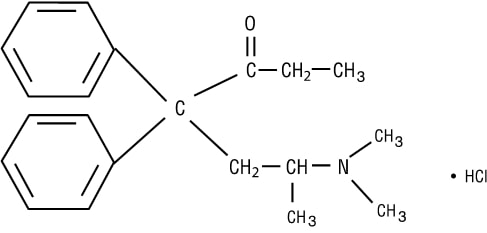 O
C CH₂ CH₃
C
CH₃
CH₂ CH N
CH₃ CH₃
• HCl